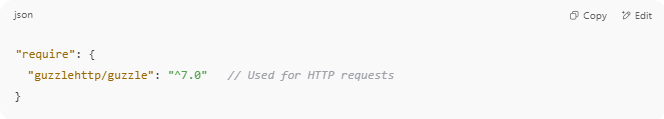 json
Copy
Edit
"require": {
"guzzlehttp/guzzle": "^7.0"   // Used for HTTP requests
}